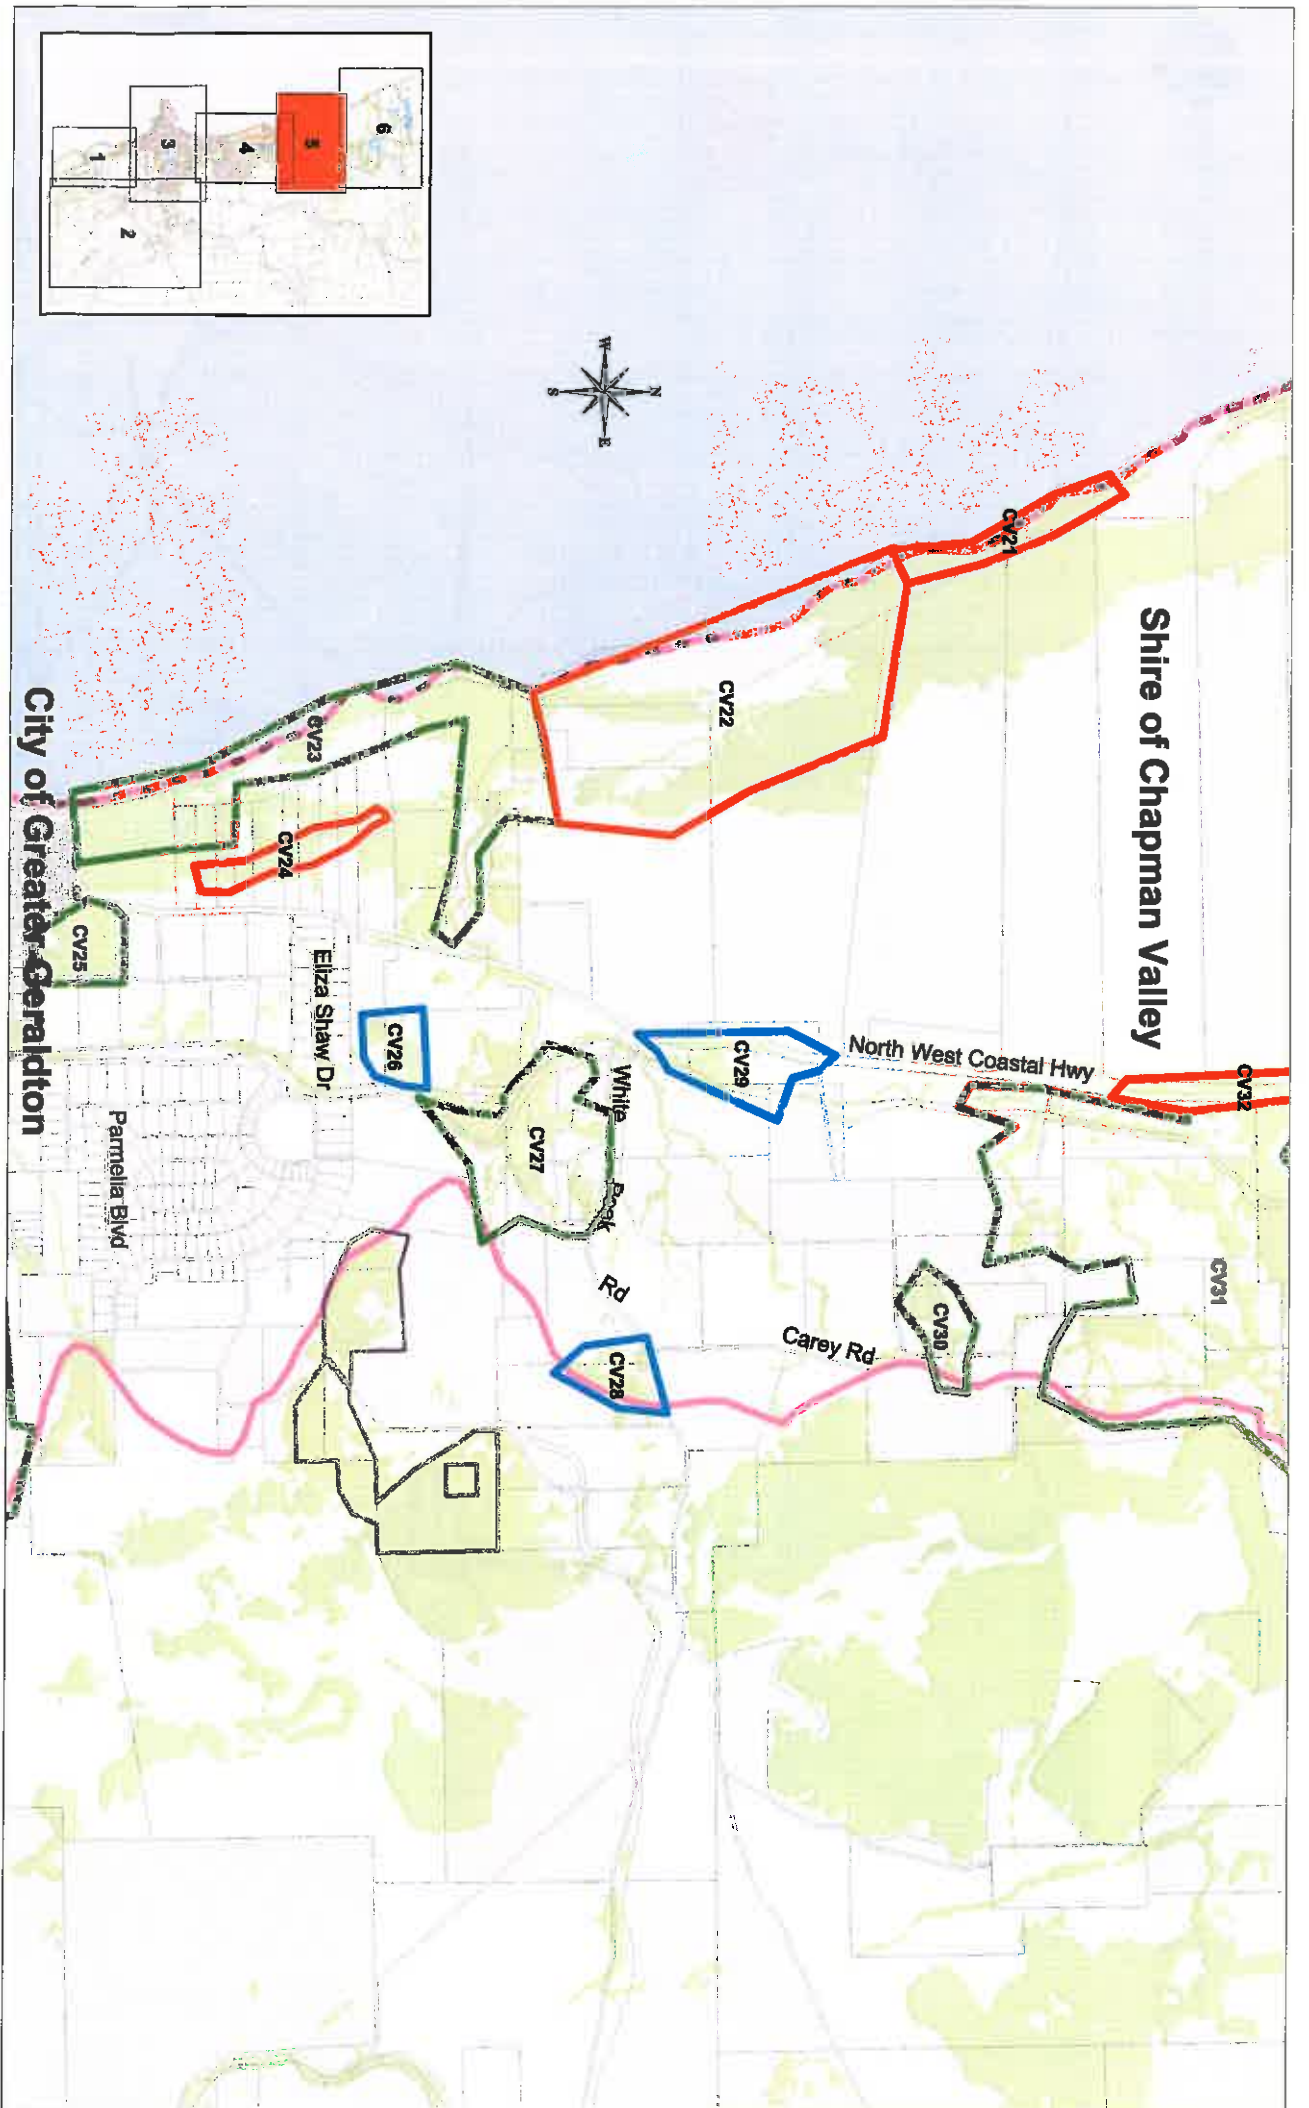 6
5
4
3
1
2
N
W
E
S
Shire of Chapman Valley
CV21
CV22
CV32
North West Coastal Hwy
CV29
CV31
CV30
Carey Rd
CV23
CV24
White Peak Rd
CV27
CV28
CV26
Eliza Shaw Dr
CV25
Parmelia Blvd
City of Greater Geraldton